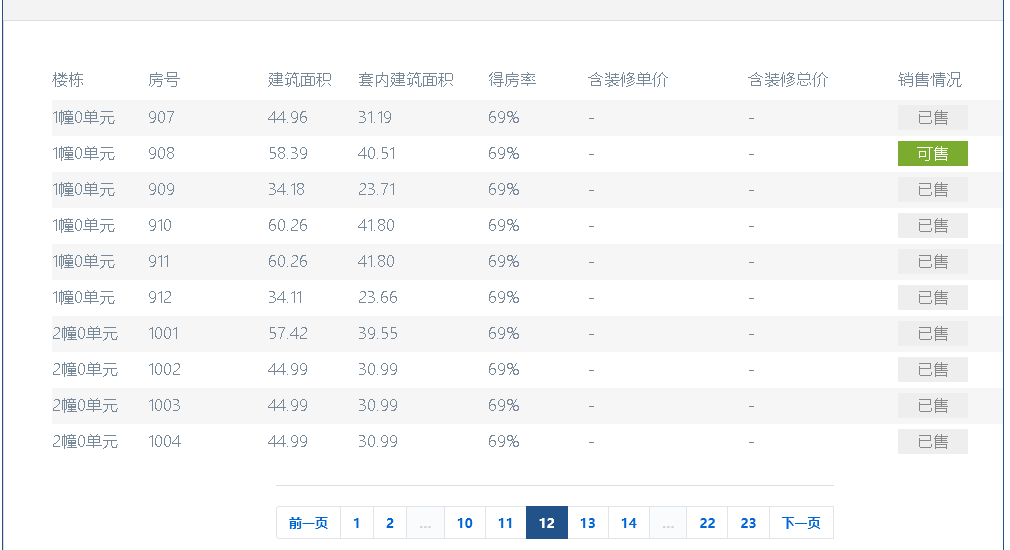 楼栋 房号 建筑面积 套内建筑面积 得房率 含装修单价 含装修总价 销售情况
1幢0单元 907 44.96 31.19 69% - - 已售
1幢0单元 908 58.39 40.51 69% - - 可售
1幢0单元 909 34.18 23.71 69% - - 已售
1幢0单元 910 60.26 41.80 69% - - 已售
1幢0单元 911 60.26 41.80 69% - - 已售
1幢0单元 912 34.11 23.66 69% - - 已售
2幢0单元 1001 57.42 39.55 69% - - 已售
2幢0单元 1002 44.99 30.99 69% - - 已售
2幢0单元 1003 44.99 30.99 69% - - 已售
2幢0单元 1004 44.99 30.99 69% - - 已售
前一页 1 2 ... 10 11 12 13 14 ... 22 23 下一页